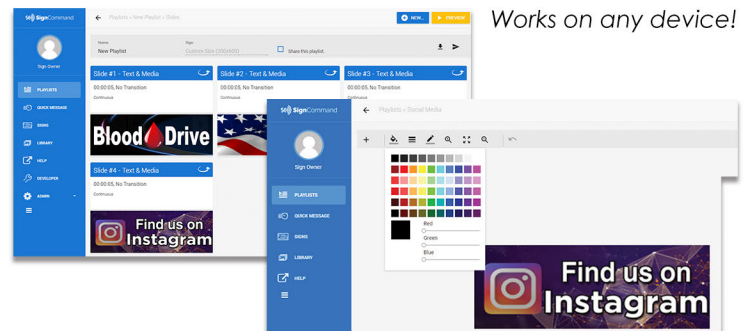 Works on any device!
SignCommand
Playlists » New Playlist » Slides
NEW...
PREVIEW
Sign Owner
Name
New Playlist
Sign
Custom Size (200x600)
Share this playlist
PLAYLISTS
QUICK MESSAGE
SIGNS
LIBRARY
HELP
DEVELOPER
ADMIN
Slide #1 - Text & Media
00:00:05, No Transition
Continuous
Blood Drive
Slide #2 - Text & Media
00:00:05, No Transition
Continuous
Slide #3 - Text & Media
00:00:05, No Transition
Continuous
Slide #4 - Text & Media
00:00:05, No Transition
Continuous
Find us on
Instagram
SignCommand
Playlists » Social Media
Sign Owner
PLAYLISTS
QUICK MESSAGE
SIGNS
LIBRARY
HELP
Red
Green
Blue
Find us on
Instagram